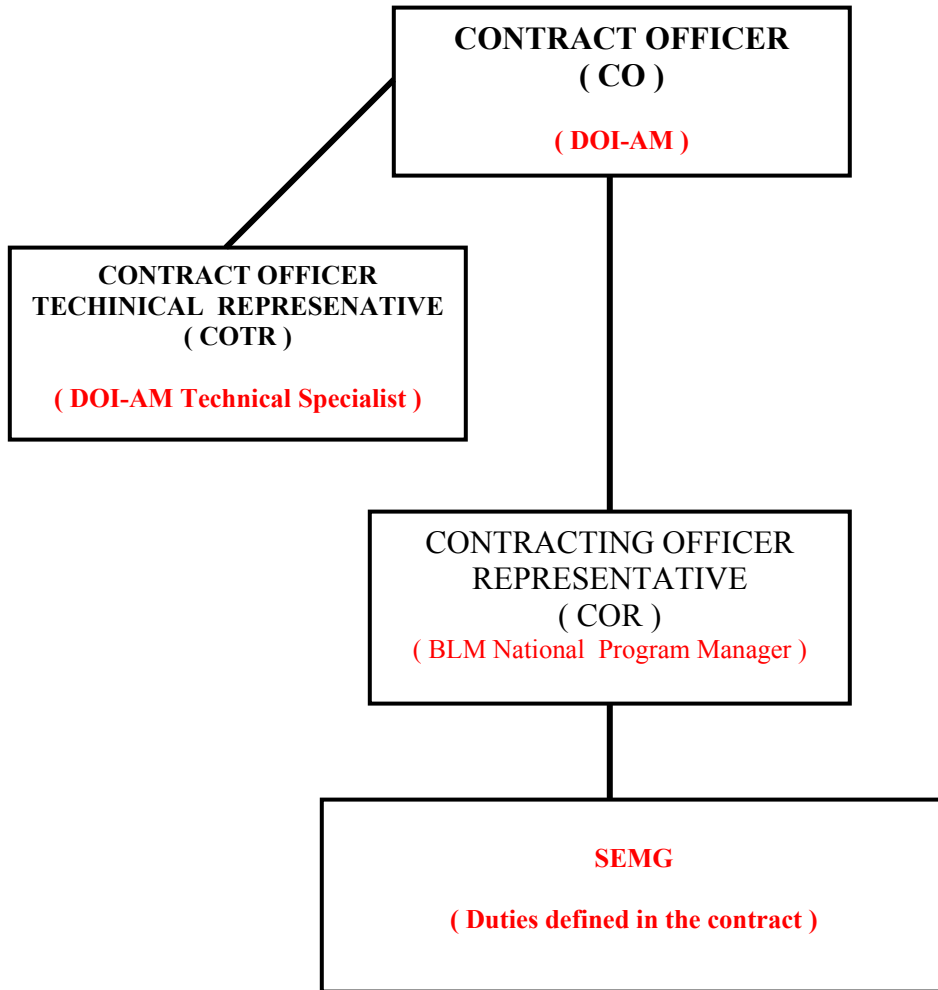 CONTRACT OFFICER
( CO )
( DOI-AM )
CONTRACT OFFICER
TECHINICAL REPRESENATIVE
( COTR )
( DOI-AM Technical Specialist )
CONTRACTING OFFICER
REPRESENTATIVE
( COR )
( BLM National Program Manager )
SEMG
( Duties defined in the contract )